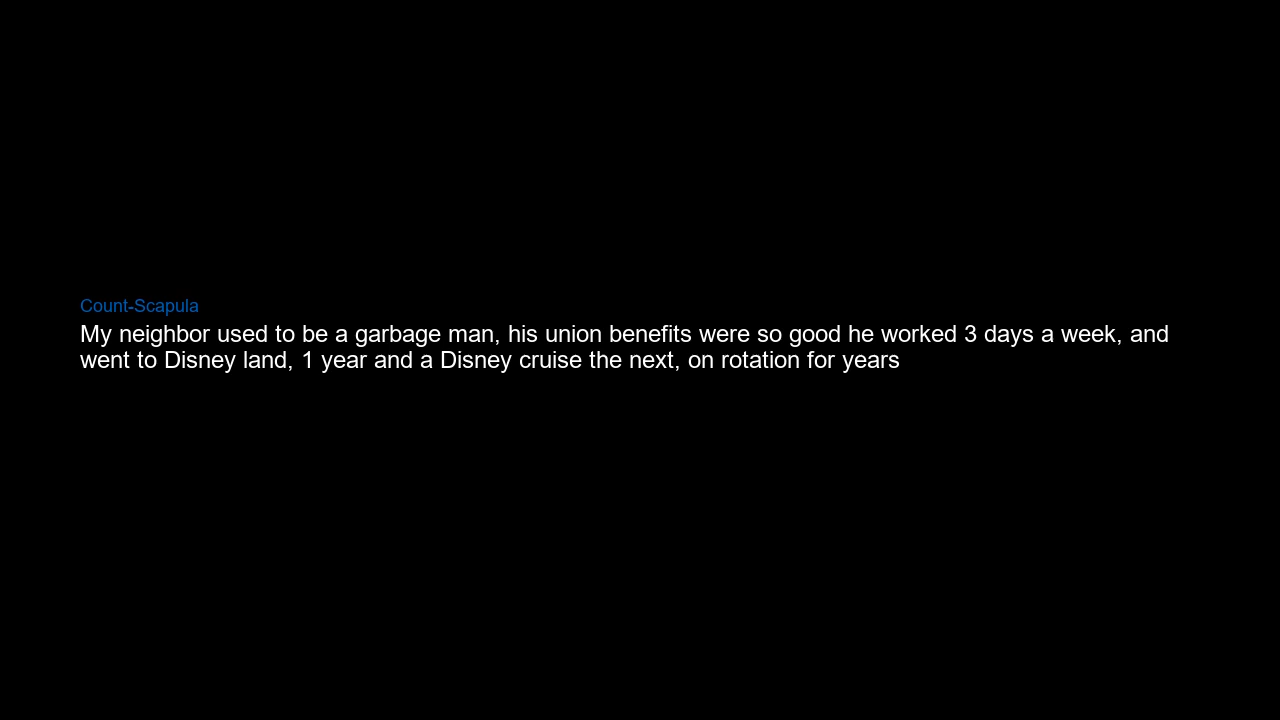 Count-Scapula
My neighbor used to be a garbage man, his union benefits were so good he worked 3 days a week, and
went to Disney land, 1 year and a Disney cruise the next, on rotation for years